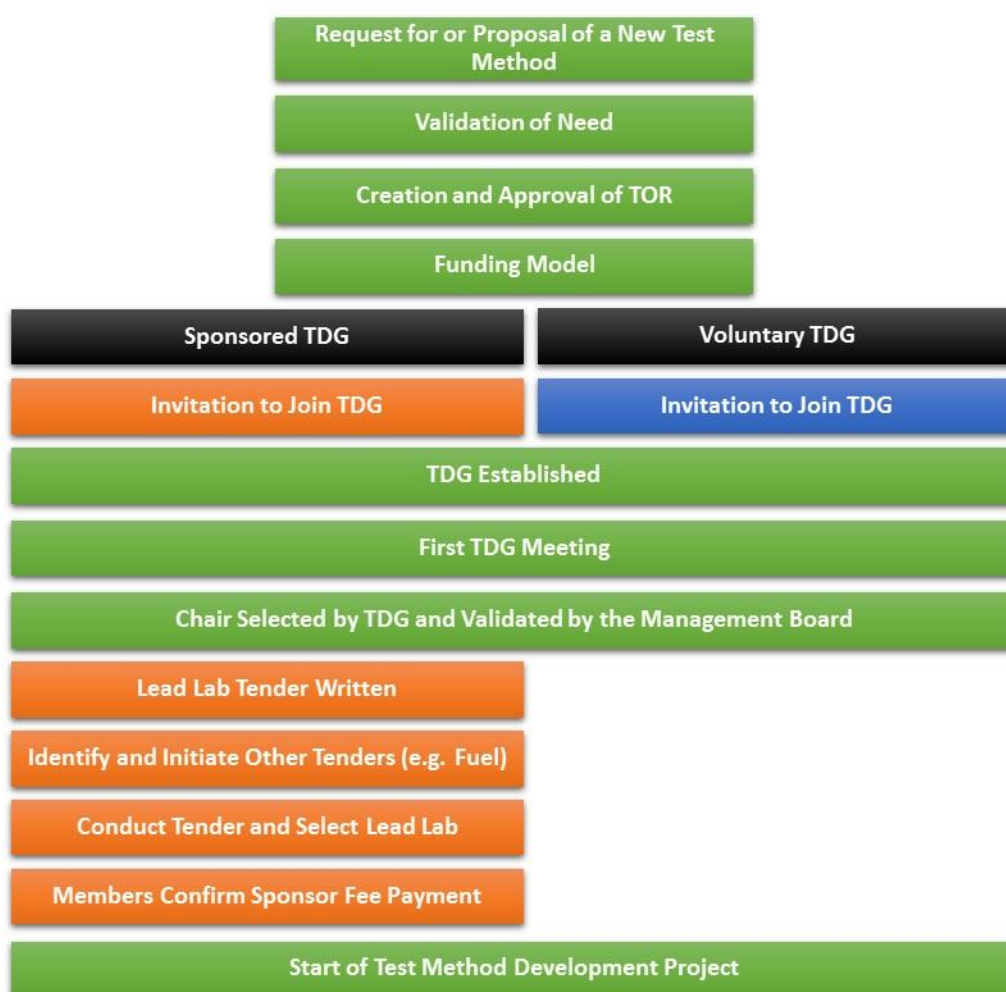 Request for or Proposal of a New Test
Method
Validation of Need
Creation and Approval of TOR
Funding Model
Sponsored TDG
Voluntary TDG
Invitation to Join TDG
Invitation to Join TDG
TDG Established
First TDG Meeting
Chair Selected by TDG and Validated by the Management Board
Lead Lab Tender Written
Identify and Initiate Other Tenders (e.g. Fuel)
Conduct Tender and Select Lead Lab
Members Confirm Sponsor Fee Payment
Start of Test Method Development Project